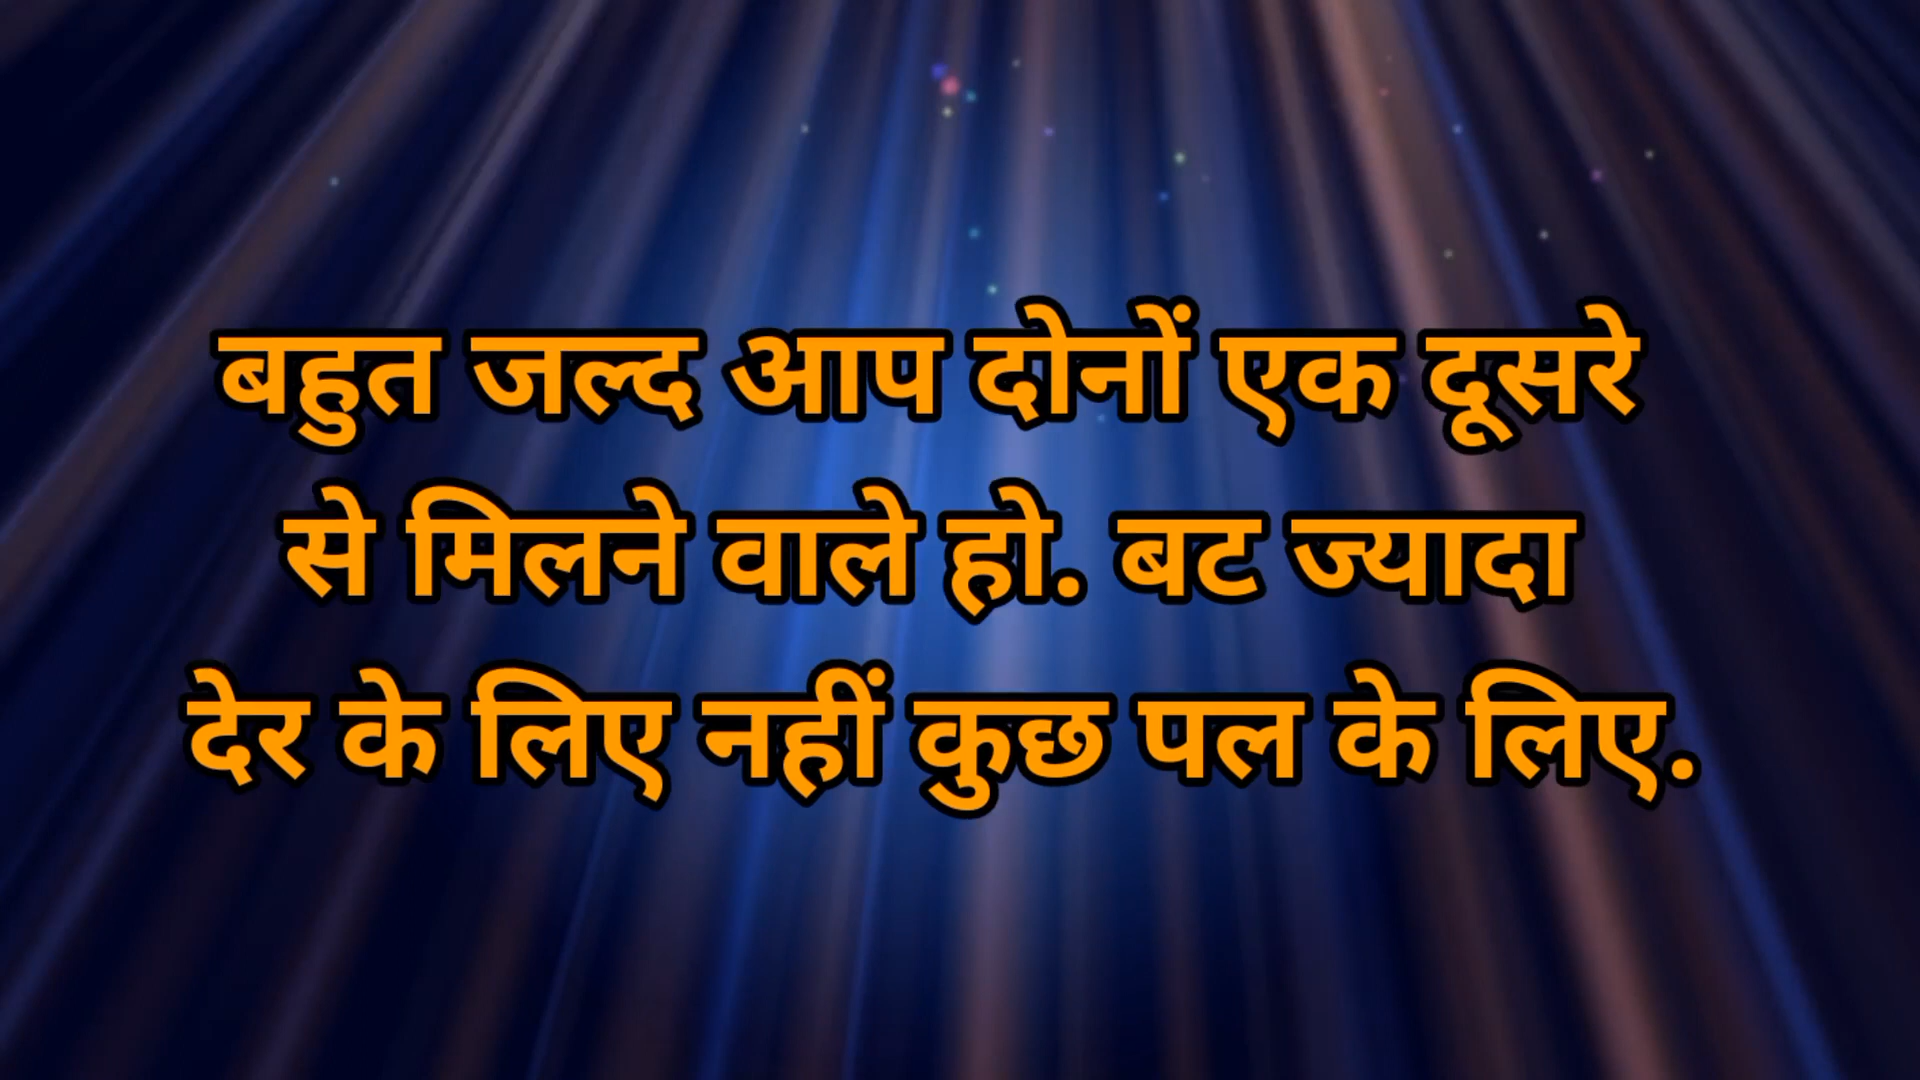 बहुत जल्द आप दोनों एक दूसरे
से मिलने वाले हो. बट ज्यादा
देर के लिए नहीं कुछ पल के लिए.